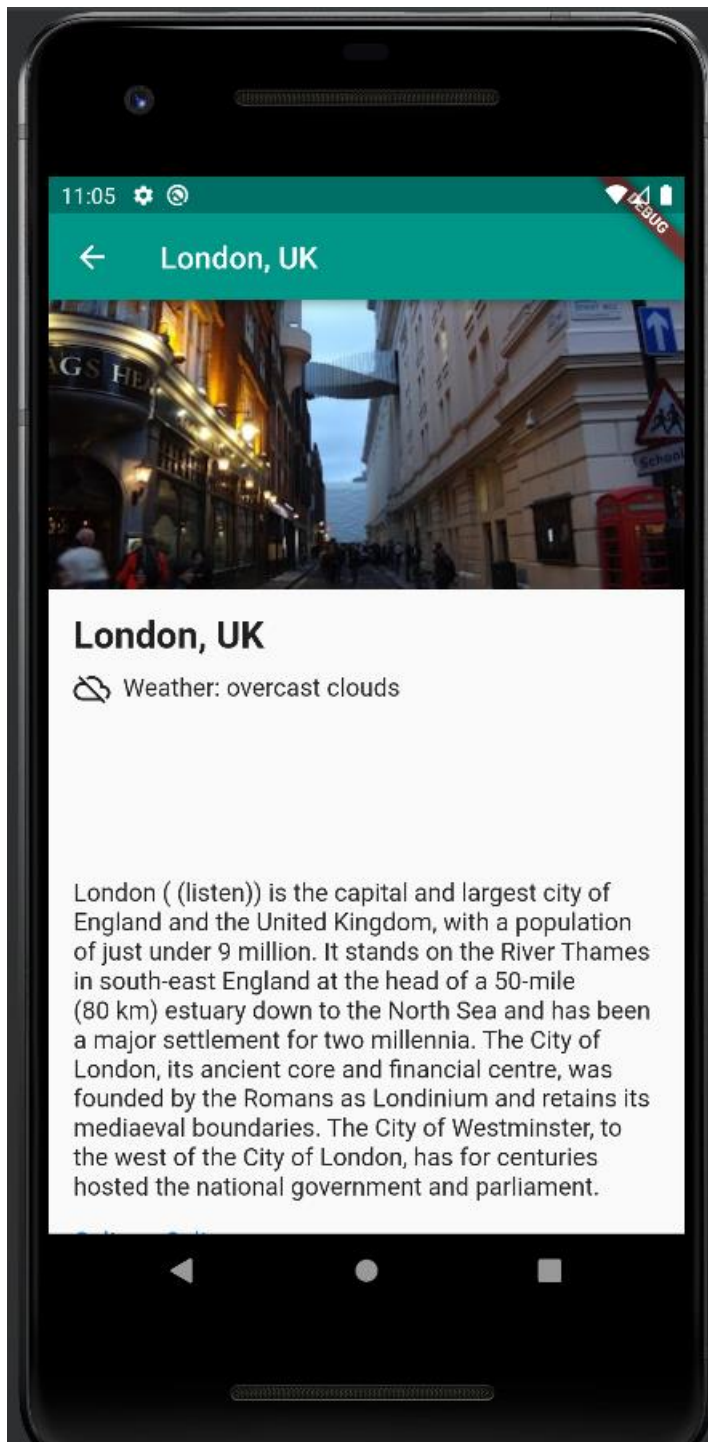 11:05
DEBUG
London, UK
AGS HEA
School
London, UK
Weather: overcast clouds
London ( (listen)) is the capital and largest city of
England and the United Kingdom, with a population
of just under 9 million. It stands on the River Thames
in south-east England at the head of a 50-mile
(80 km) estuary down to the North Sea and has been
a major settlement for two millennia. The City of
London, its ancient core and financial centre, was
founded by the Romans as Londinium and retains its
mediaeval boundaries. The City of Westminster, to
the west of the City of London, has for centuries
hosted the national government and parliament.